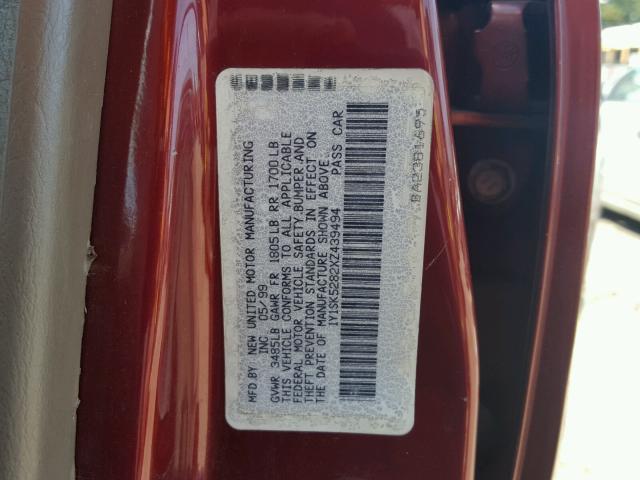 MFD.BY NEW UNITED MOTOR MANUFACTURING
INC 05/99
GVWR 3485LB GAWR FR 1805LB RR 1700LB
THIS VEHICLE CONFORMS TO ALL APPLICABLE
FEDERAL MOTOR VEHICLE SAFETY,BUMPER,AND
THEFT PREVENTION STANDARDS IN EFFECT ON
THE DATE OF MANUFACTURE SHOWN ABOVE.
1Y1SK5282XZ439494 PASS CAR